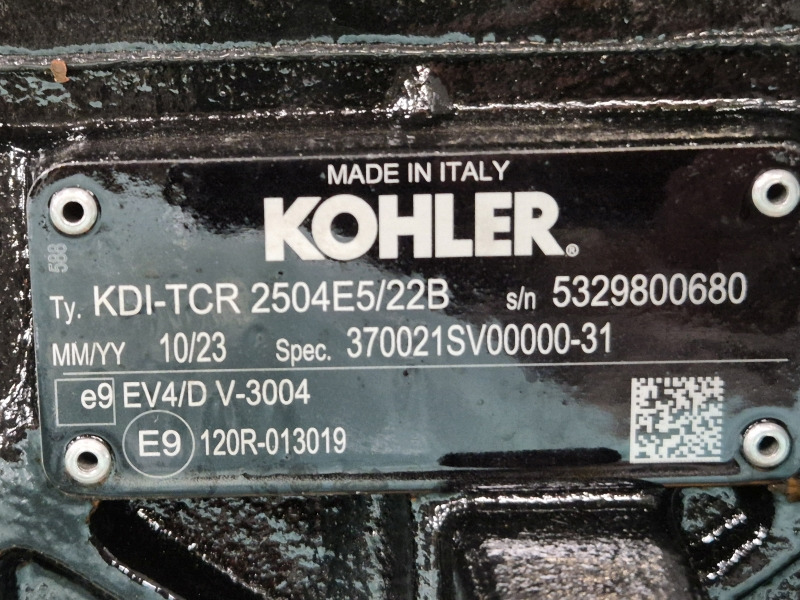 MADE IN ITALY
KOHLER®
588
Ty. KDI-TCR 2504E5/22B s/n 5329800680
MM/YY 10/23 Spec. 370021SV00000-31
e9 EV4/D V-3004
E9 120R-013019